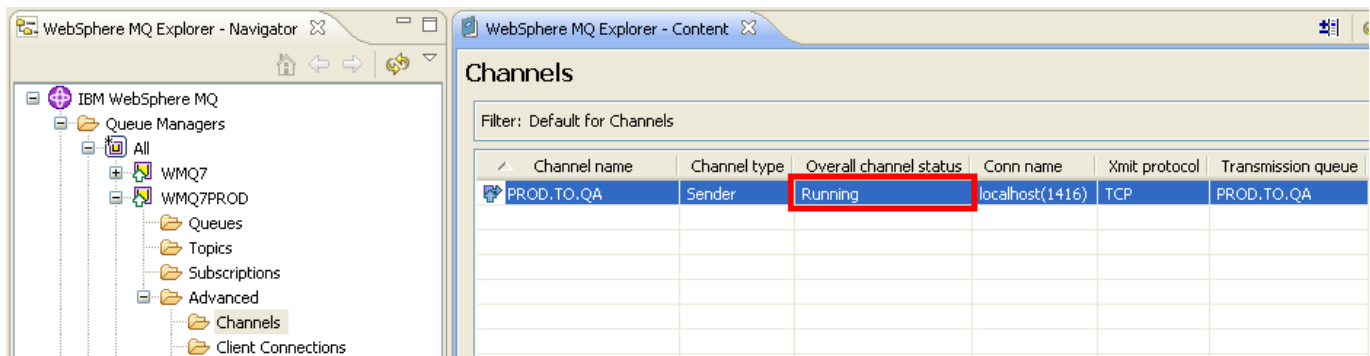 WebSphere MQ Explorer - Navigator
IBM WebSphere MQ
Queue Managers
All
WMQ7
WMQ7PROD
Queues
Topics
Subscriptions
Advanced
Channels
Client Connections
WebSphere MQ Explorer - Content
Channels
Filter: Default for Channels
Channel name Channel type Overall channel status Conn name Xmit protocol Transmission queue
PROD.TO.QA Sender Running localhost(1416) TCP PROD.TO.QA